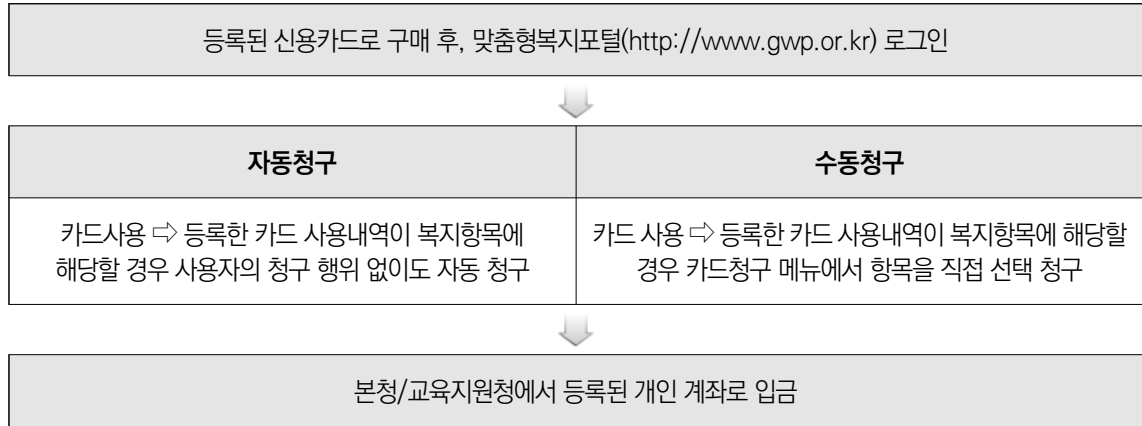 등록된 신용카드로 구매 후, 맞춤형복지포털(http://www.gwp.or.kr) 로그인
자동청구
수동청구
카드사용 ⇨ 등록한 카드 사용내역이 복지항목에
해당할 경우 사용자의 청구 행위 없이도 자동 청구
카드 사용 ⇨ 등록한 카드 사용내역이 복지항목에 해당할
경우 카드청구 메뉴에서 항목을 직접 선택 청구
본청/교육지원청에서 등록된 개인 계좌로 입금